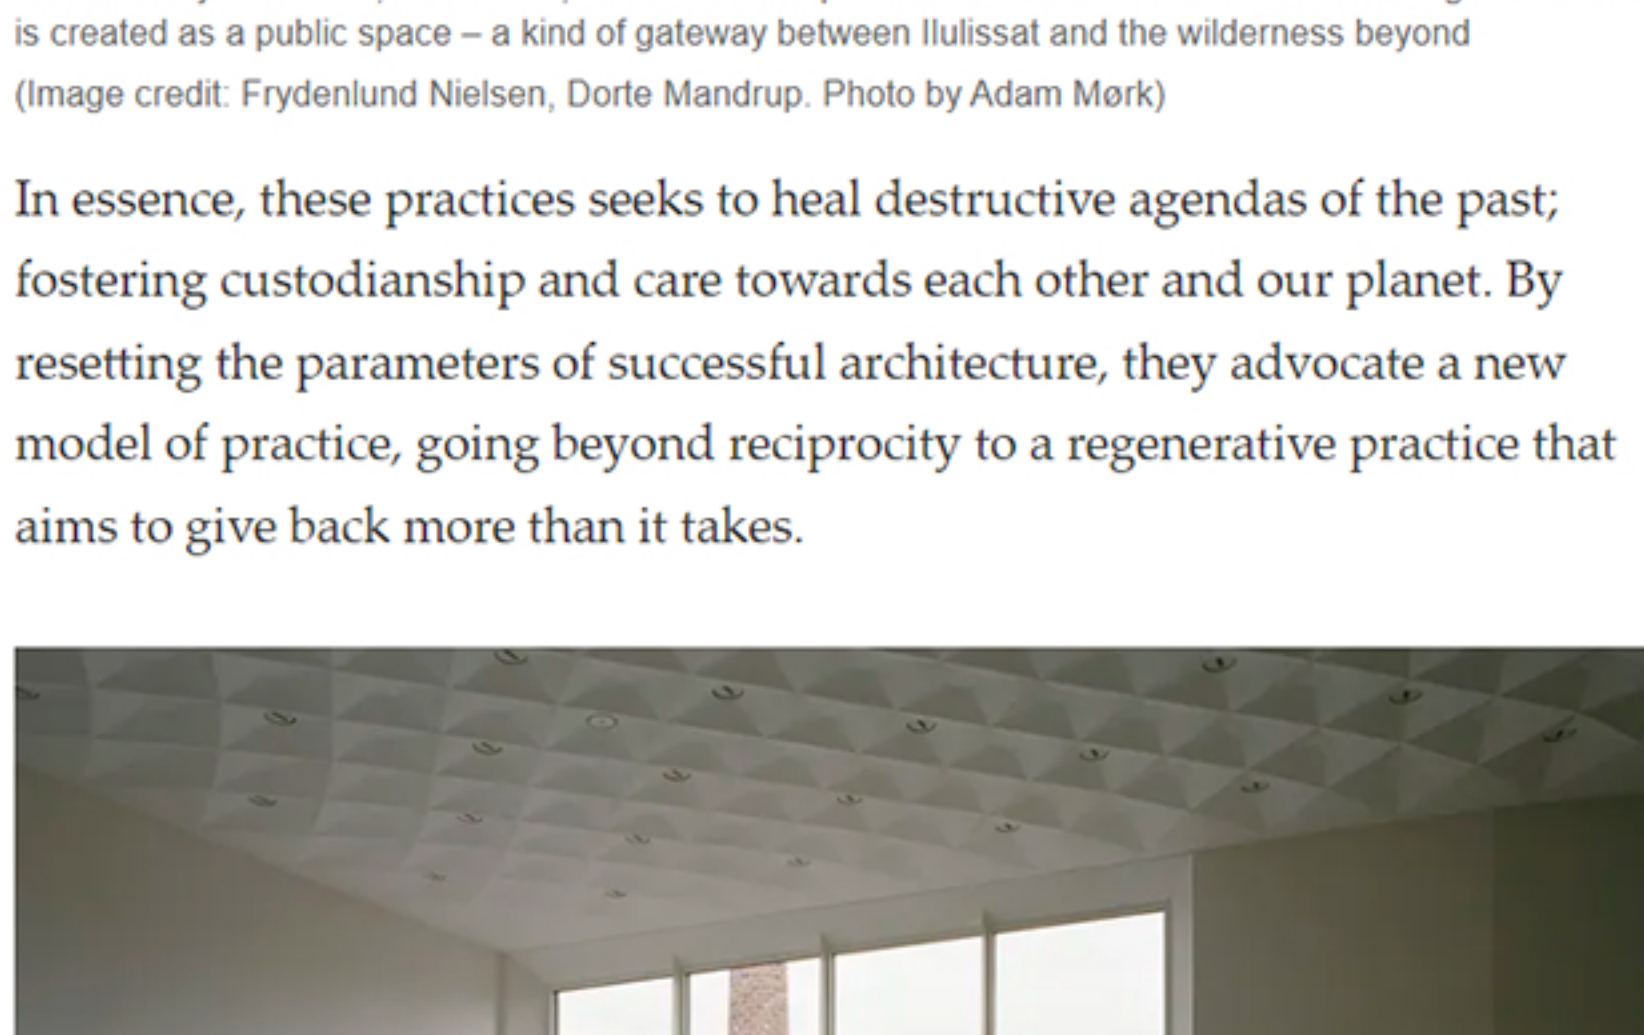 is created as a public space – a kind of gateway between Ilulissat and the wilderness beyond
(Image credit: Frydenlund Nielsen, Dorte Mandrup. Photo by Adam Mørk)
In essence, these practices seeks to heal destructive agendas of the past;
fostering custodianship and care towards each other and our planet. By
resetting the parameters of successful architecture, they advocate a new
model of practice, going beyond reciprocity to a regenerative practice that
aims to give back more than it takes.